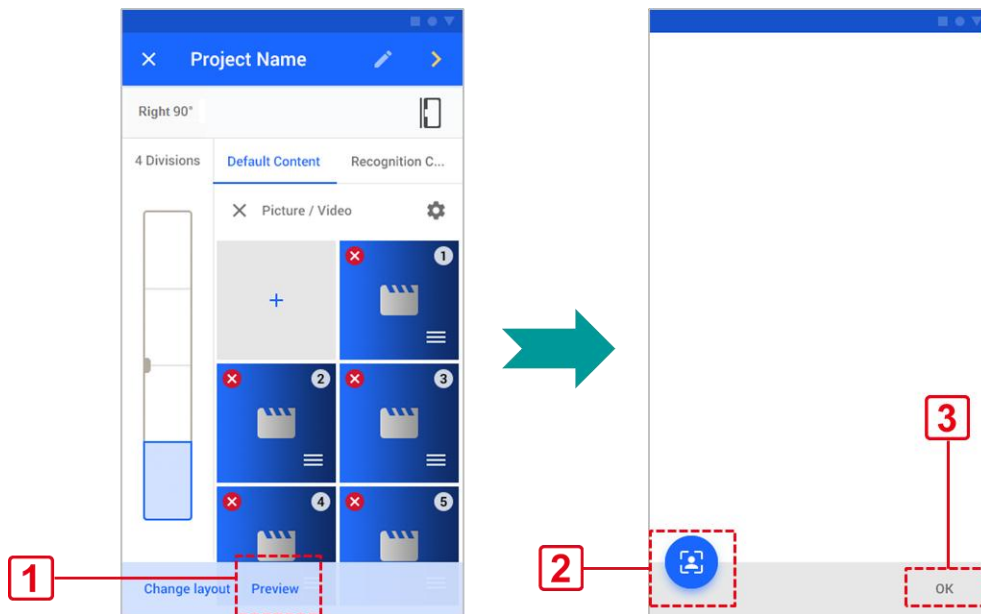 Project Name
Right 90°
4 Divisions
Default Content
Recognition C...
Picture / Video
+
1
2
3
4
5
Change layout
Preview
1
2
3
OK